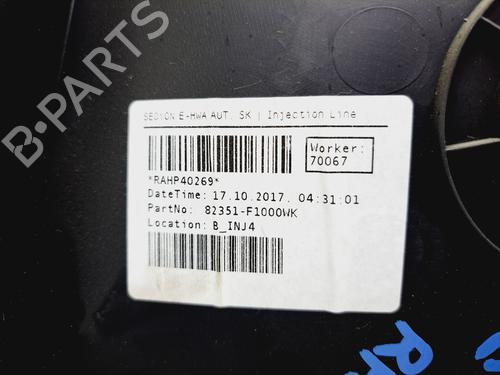 B-PARTS
SEOYON E-HWA AUT. SK | Injection Line
Worker:
70067
*RAHP40269*
DateTime: 17.10.2017. 04:31:01
PartNo: 82351-F1000WK
Location: B_INJ4